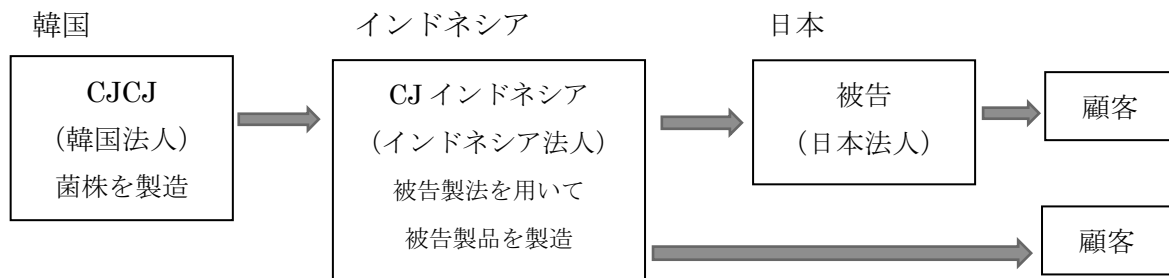 韓国
インドネシア
日本
CJCJ
(韓国法人)
菌株を製造
CJ インドネシア
(インドネシア法人)
被告製法を用いて
被告製品を製造
被告
(日本法人)
顧客
顧客